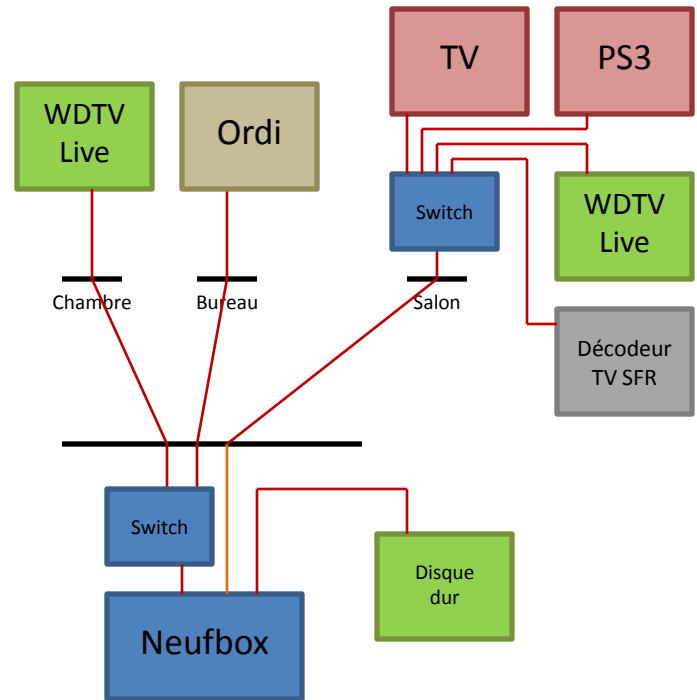 TV
PS3
WDTV
Live
Ordi
Switch
WDTV
Live
Chambre
Bureau
Salon
Décodeur
TV SFR
Switch
Disque
dur
Neufbox